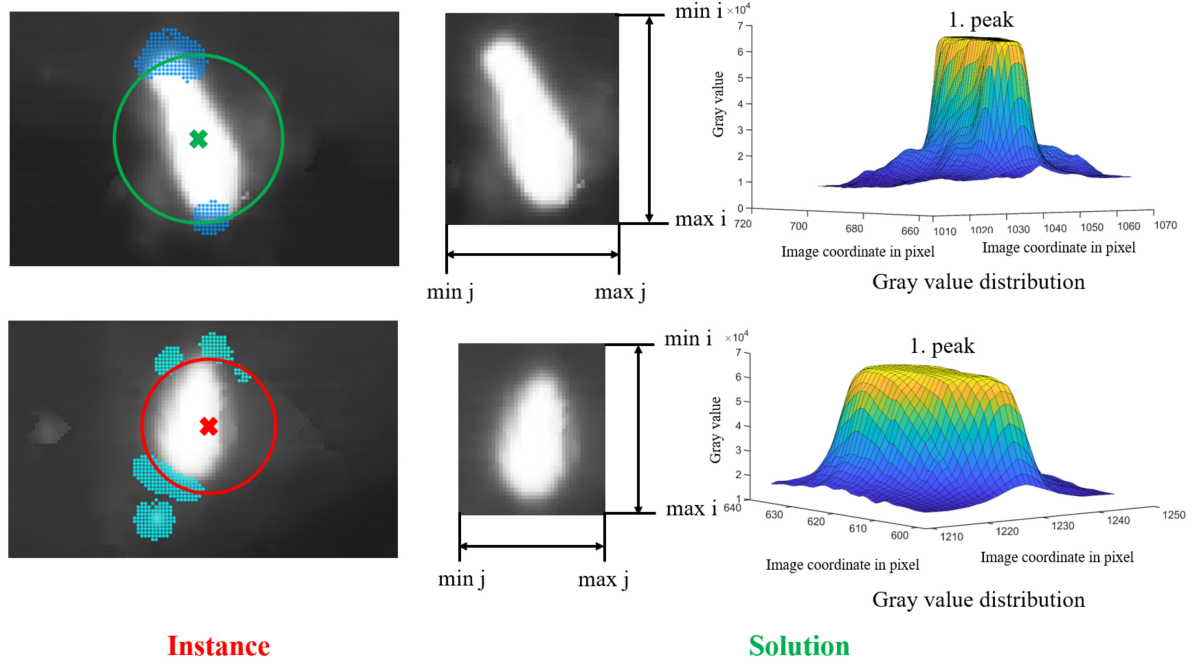 min i
max i
min j
max j
×10⁴
1. peak
7
6
5
4
3
2
1
0
Gray value
720
700
680
660
1010
1020
1030
1040
1050
1060
1070
Image coordinate in pixel
Image coordinate in pixel
Gray value distribution
min i
max i
min j
max j
×10⁴
1. peak
7
6
5
4
3
2
1
Gray value
640
630
620
610
600
1210
1220
1230
1240
1250
Image coordinate in pixel
Image coordinate in pixel
Gray value distribution
Instance
Solution